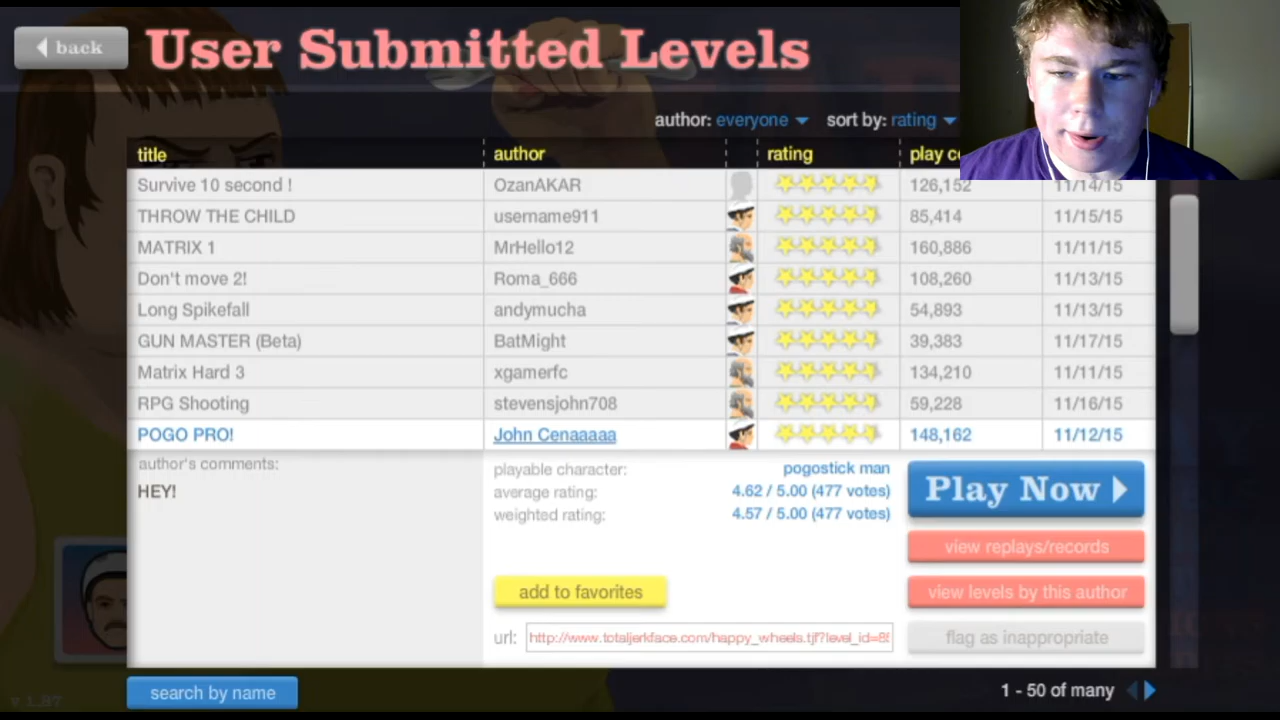 back
User Submitted Levels
author: everyone sort by: rating
title author rating play c
Survive 10 second ! OzanAKAR 126,152 11/14/15
THROW THE CHILD username911 85,414 11/15/15
MATRIX 1 MrHello12 160,886 11/11/15
Don't move 2! Roma_666 108,260 11/13/15
Long Spikefall andymucha 54,893 11/13/15
GUN MASTER (Beta) BatMight 39,383 11/17/15
Matrix Hard 3 xgamerfc 134,210 11/11/15
RPG Shooting stevensjohn708 59,228 11/16/15
POGO PRO! John Cenaaaaa 148,162 11/12/15
author's comments:
HEY!
playable character: pogostick man
average rating: 4.62 / 5.00 (477 votes)
weighted rating: 4.57 / 5.00 (477 votes)
add to favorites
url: http://www.totaljerkface.com/happy_wheels.tjf?level_id=8
Play Now
view replays/records
view levels by this author
flag as inappropriate
search by name
1 - 50 of many
v 1.87